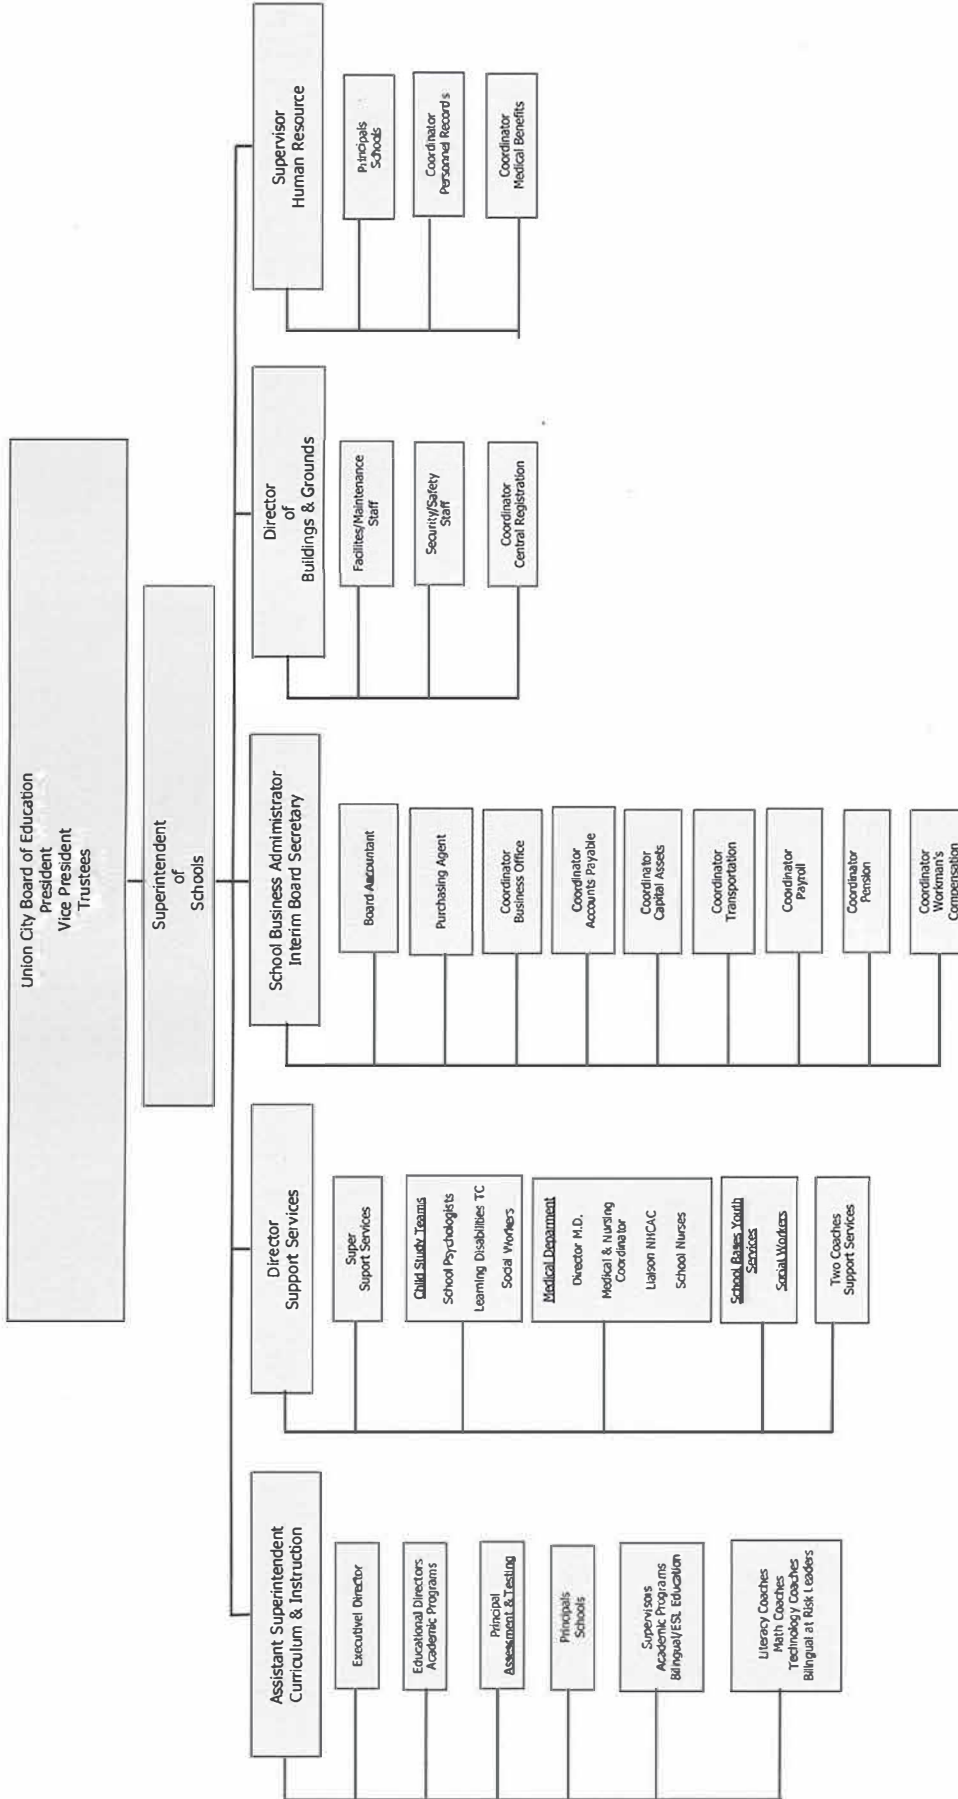 Union City Board of Education
President
Vice President
Trustees
Superintendent
of
Schools
Assistant Superintendent
Curriculum & Instruction
Executivel Director
Educational Directors
Academic Programs
Principal
Assessment & Testing
Principals
Schools
Supervisors
Academic Programs
Bilingual/ESL Education
Literacy Coaches
Math Coaches
Technology Coaches
Bilingual at Risk Leaders
Director
Support Services
Super
Suport Services
Child Study Teams
School Psychologists
Learning Disabilities TC
Social Workers
Medical Deparment
Director M.D.
Medical & Nursing
Coordinator
Liaison NHCAC
School Nurses
School Bases Youth
Services
Social Workers
Two Coaches
Support Services
School Business Admimistrator
Interim Board Secretary
Board Accountant
Purchasing Agent
Coordinator
Business Office
Coordinator
Accounts Payable
Coordinator
Capital Assets
Coordinator
Transportation
Coordinator
Payroll
Coordinator
Pension
Coordinator
Workman's
Compensation
Director
of
Buildings & Grounds
Facilites/Maintenance
Staff
Security/Safety
Staff
Coordinator
Central Registration
Supervisor
Human Resource
Principals
Schools
Coordinator
Personnel Records
Coordinator
Medical Benefits